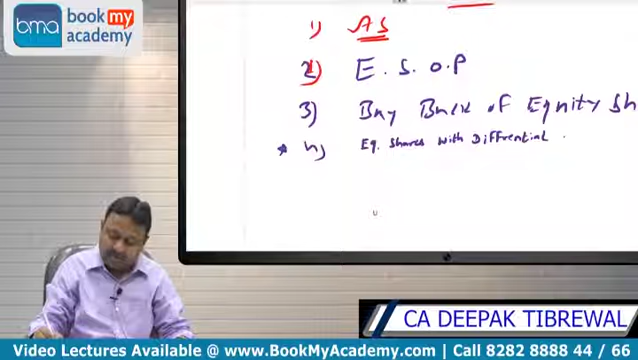 bma book my academy
1) AS
2) E.S.O.P
3) Buy Back of Equity Sh
4) Eq. Shares with Differential
CA DEEPAK TIBREWAL
Video Lectures Available @ www.BookMyAcademy.com | Call 8282 8888 44 / 66